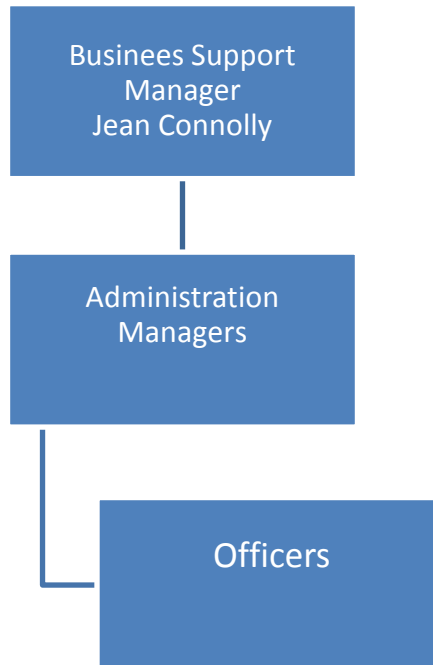 Businees Support
Manager
Jean Connolly
Administration
Managers
Officers